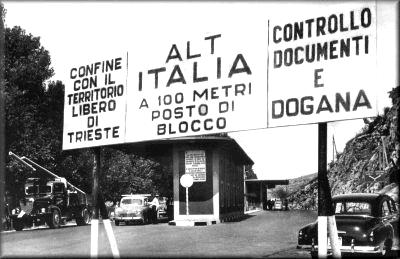 CONFINE
CON IL
TERRITORIO
LIBERO
DI
TRIESTE
ALT
ITALIA
A 100 METRI
POSTO DI
BLOCCO
CONTROLLO
DOCUMENTI
E
DOGANA